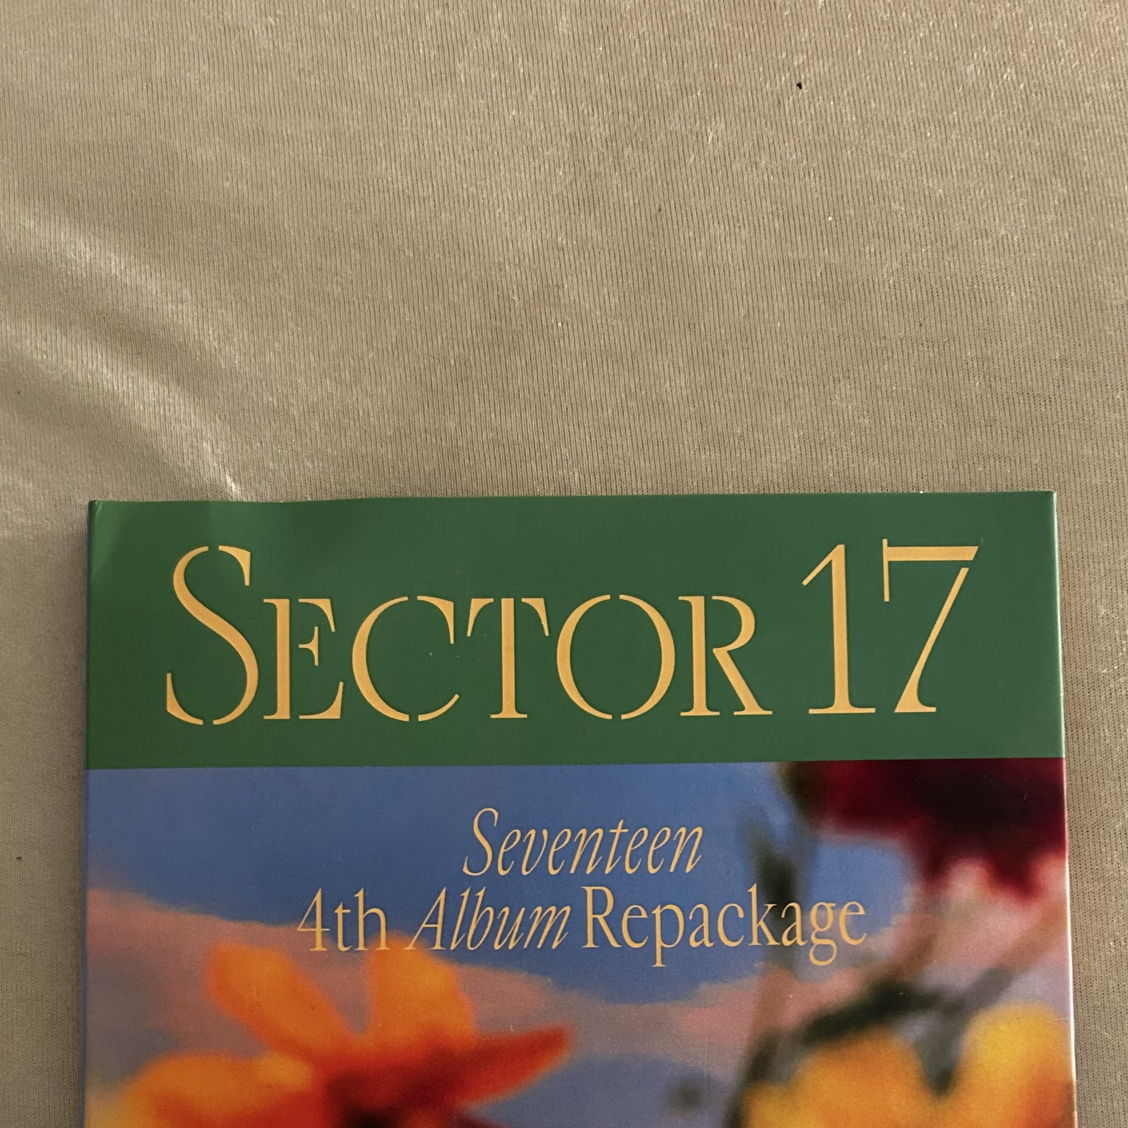 SECTOR 17
Seventeen
4th Album Repackage